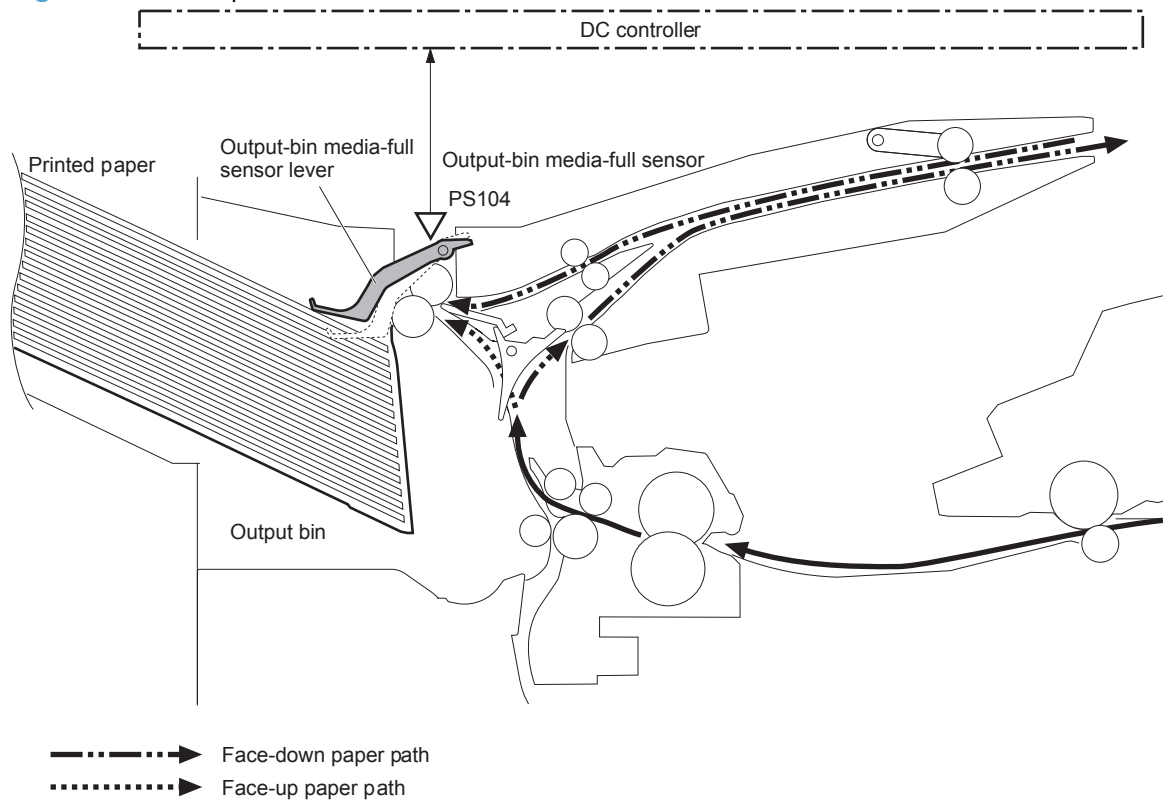 DC controller
Output-bin media-full
sensor lever
Printed paper
Output-bin media-full sensor
PS104
Output bin
Face-down paper path
Face-up paper path